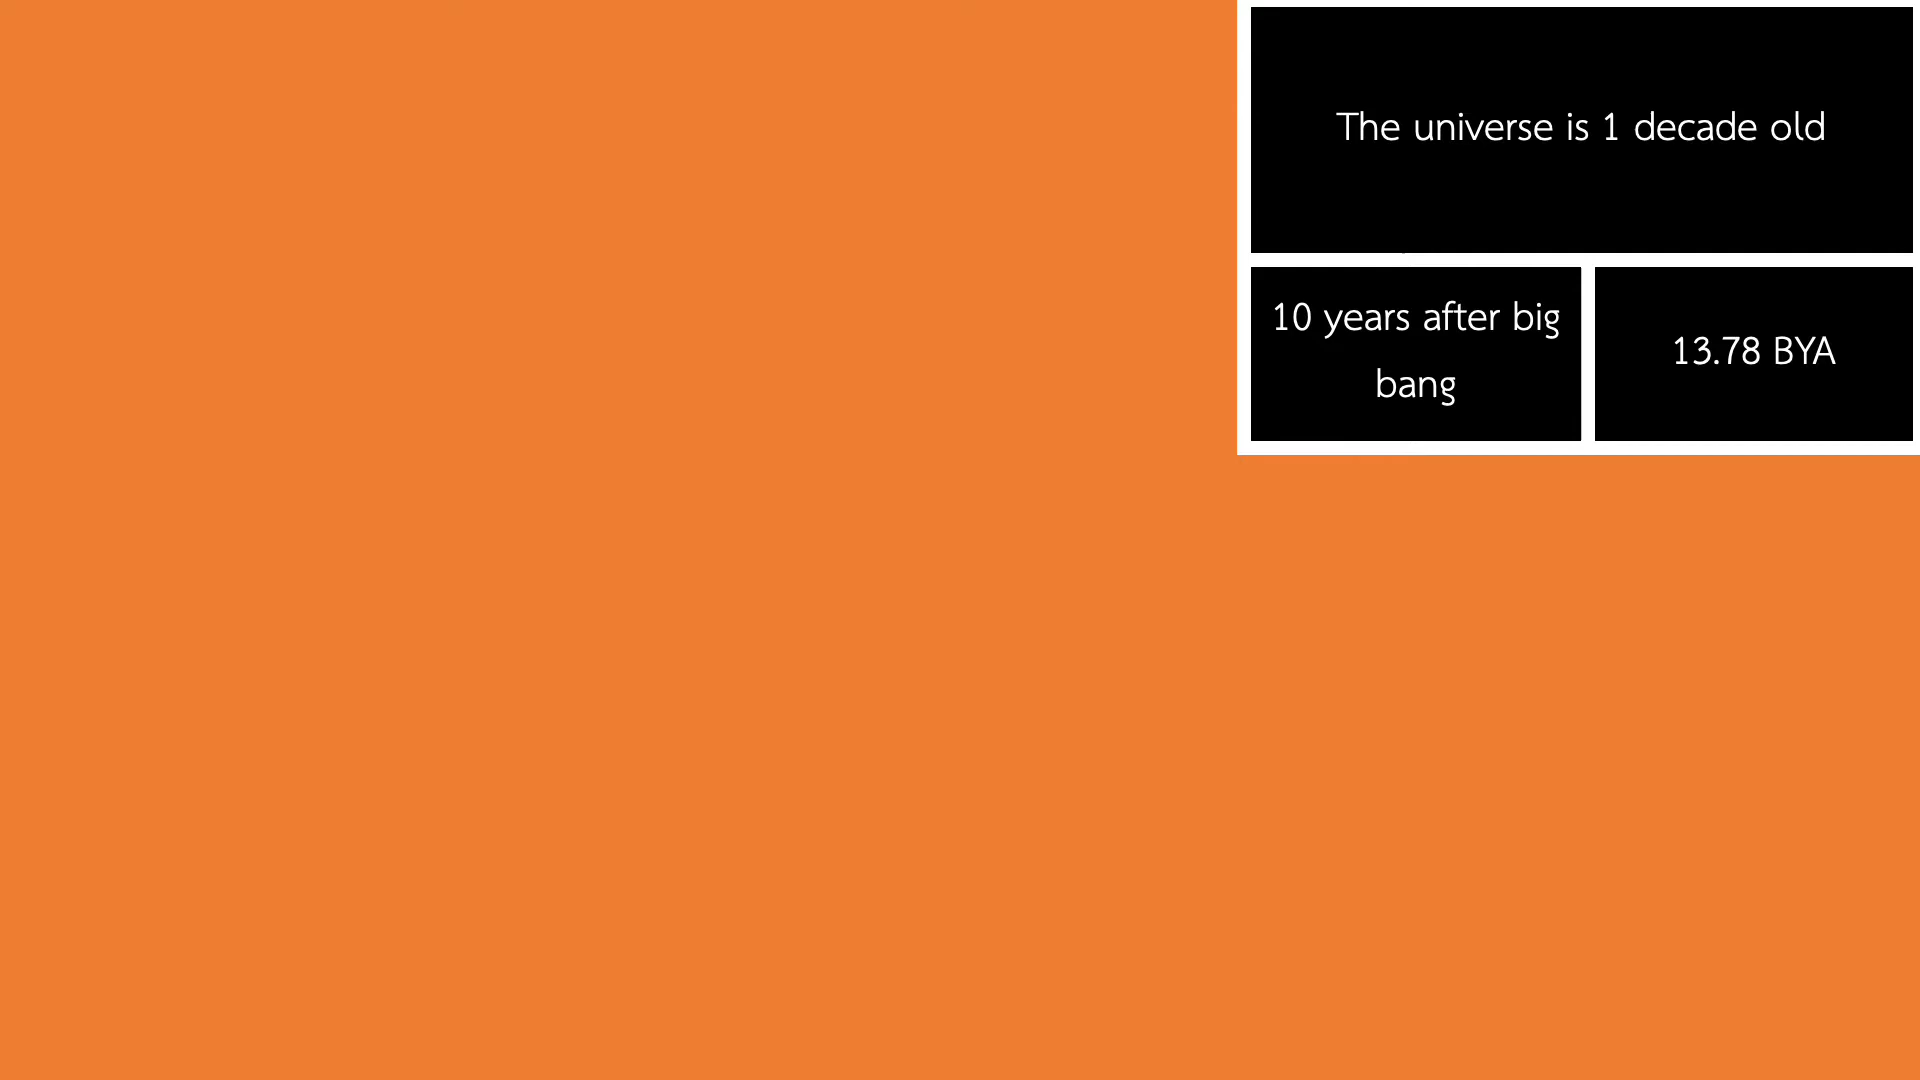 The universe is 1 decade old
10 years after big
bang
13.78 BYA